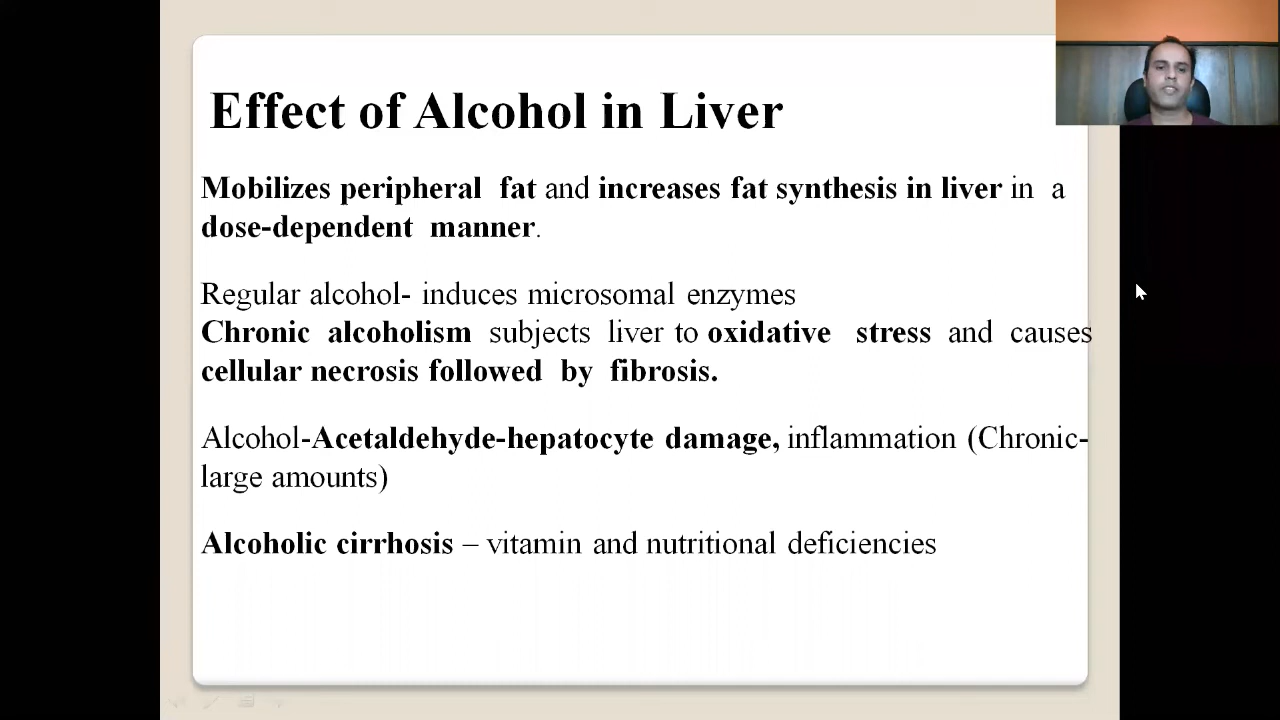 Effect of Alcohol in Liver
Mobilizes peripheral fat and increases fat synthesis in liver in a
dose-dependent manner.
Regular alcohol- induces microsomal enzymes
Chronic alcoholism subjects liver to oxidative stress and causes
cellular necrosis followed by fibrosis.
Alcohol-Acetaldehyde-hepatocyte damage, inflammation (Chronic-
large amounts)
Alcoholic cirrhosis – vitamin and nutritional deficiencies